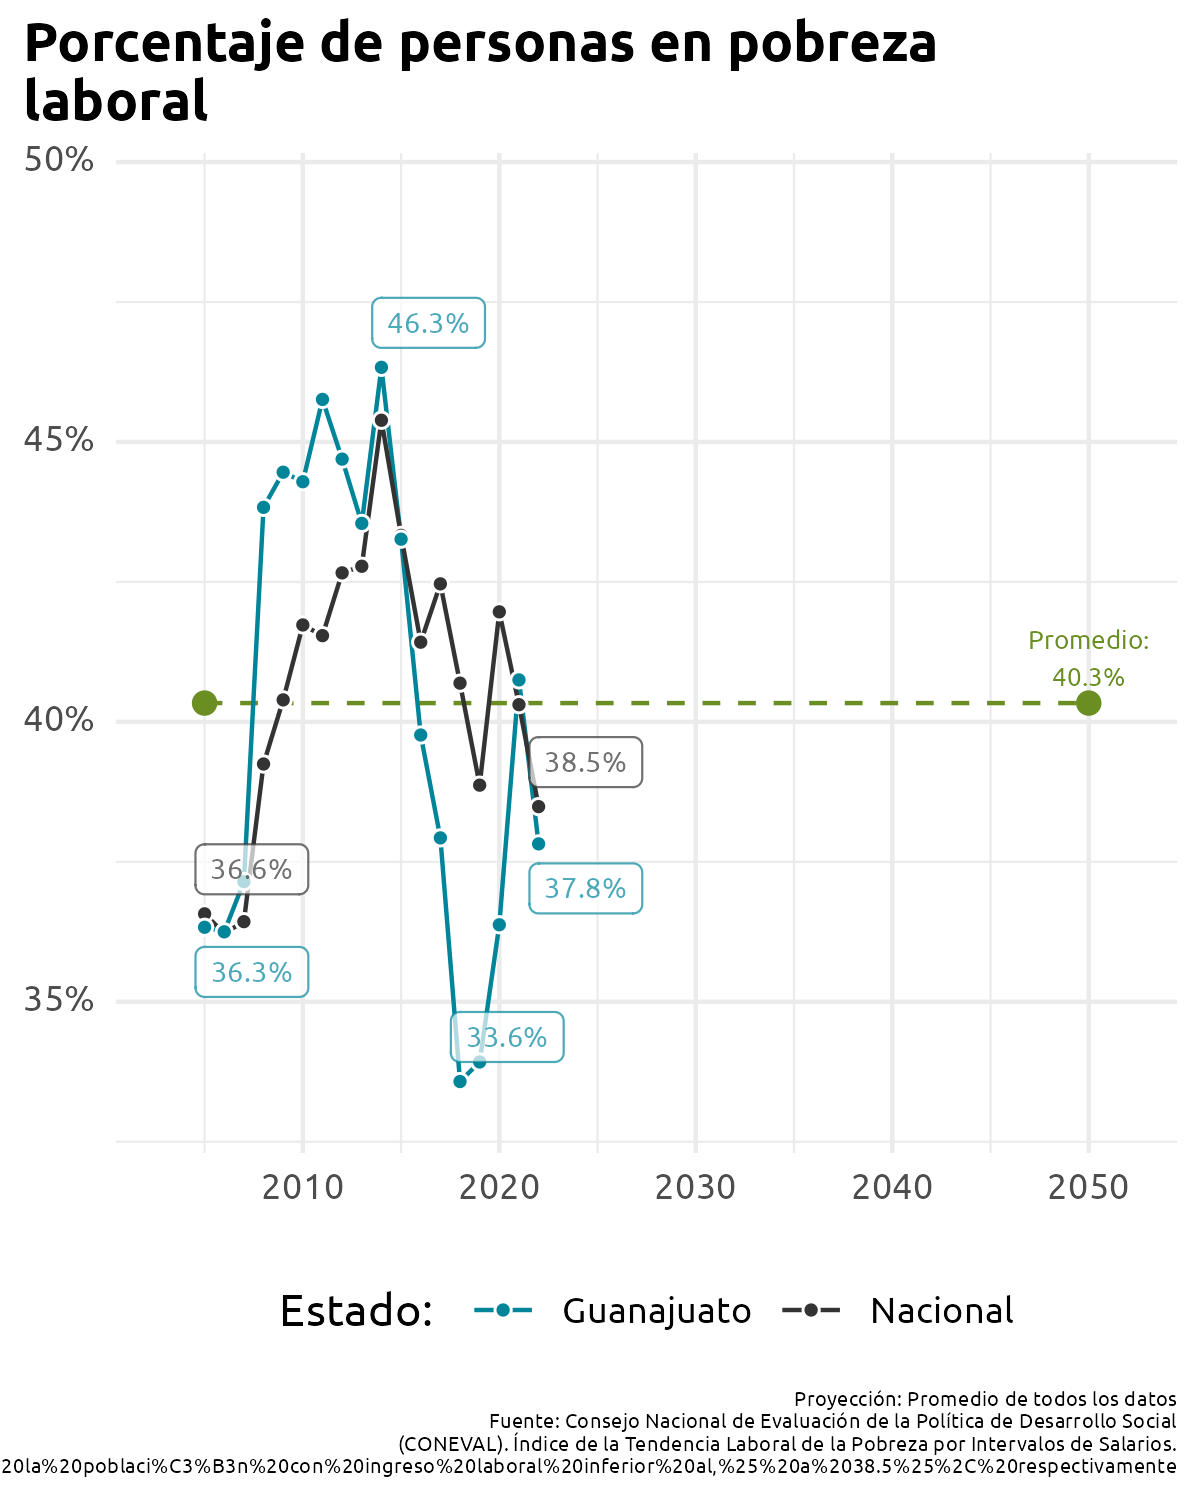 Porcentaje de personas en pobreza
laboral
50%
46.3%
45%
Promedio:
40.3%
40%
38.5%
36.6%
37.8%
36.3%
35%
33.6%
2010 2020 2030 2040 2050
Estado: Guanajuato Nacional
Proyección: Promedio de todos los datos
Fuente: Consejo Nacional de Evaluación de la Política de Desarrollo Social
(CONEVAL). Índice de la Tendencia Laboral de la Pobreza por Intervalos de Salarios.
20la%20poblaci%C3%B3n%20con%20ingreso%20laboral%20inferior%20al,%25%20a%2038.5%25%2C%20respectivamente